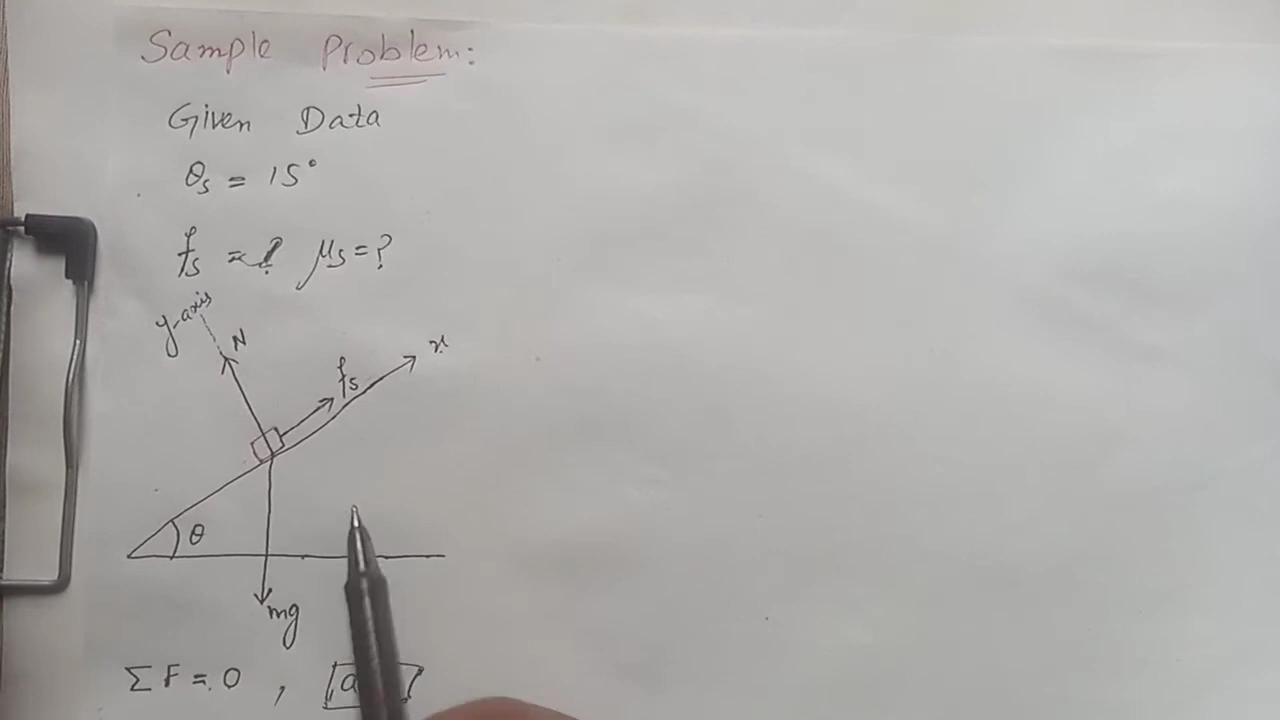 Sample Problem:
Given Data
θs = 15°
fs = ? μs = ?
y-axis
N
fs
x
θ
mg
ΣF = 0 ,